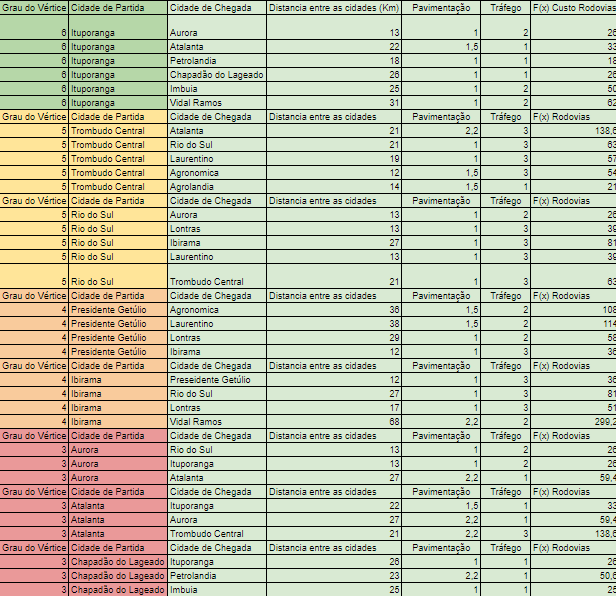 Grau do Vértice Cidade de Partida Cidade de Chegada Distancia entre as cidades (Km) Pavimentação Tráfego F(x) Custo Rodovias
6 Ituporanga Aurora 13 1 2 26
6 Ituporanga Atalanta 22 1,5 1 33
6 Ituporanga Petrolandia 18 1 1 18
6 Ituporanga Chapadão do Lageado 26 1 1 26
6 Ituporanga Imbuia 25 1 2 50
6 Ituporanga Vidal Ramos 31 1 2 62
Grau do Vértice Cidade de Partida Cidade de Chegada Distancia entre as cidades Pavimentação Tráfego F(x) Rodovias
5 Trombudo Central Atalanta 21 2,2 3 138,6
5 Trombudo Central Rio do Sul 21 1 3 63
5 Trombudo Central Laurentino 19 1 3 57
5 Trombudo Central Agronomica 12 1,5 3 54
5 Trombudo Central Agrolandia 14 1,5 1 21
Grau do Vértice Cidade de Partida Cidade de Chegada Distancia entre as cidades Pavimentação Tráfego F(x) Rodovias
5 Rio do Sul Aurora 13 1 2 26
5 Rio do Sul Lontras 13 1 3 39
5 Rio do Sul Ibirama 27 1 3 81
5 Rio do Sul Laurentino 13 1 3 39
5 Rio do Sul Trombudo Central 21 1 3 63
Grau do Vértice Cidade de Partida Cidade de Chegada Distancia entre as cidades Pavimentação Tráfego F(x) Rodovias
4 Presidente Getúlio Agronomica 36 1,5 2 108
4 Presidente Getúlio Laurentino 38 1,5 2 114
4 Presidente Getúlio Lontras 29 1 2 58
4 Presidente Getúlio Ibirama 12 1 3 36
Grau do Vértice Cidade de Partida Cidade de Chegada Distancia entre as cidades Pavimentação Tráfego F(x) Rodovias
4 Ibirama Preseidente Getúlio 12 1 3 36
4 Ibirama Rio do Sul 27 1 3 81
4 Ibirama Lontras 17 1 3 51
4 Ibirama Vidal Ramos 68 2,2 2 299,2
Grau do Vértice Cidade de Partida Cidade de Chegada Distancia entre as cidades Pavimentação Tráfego F(x) Rodovias
3 Aurora Rio do Sul 13 1 2 26
3 Aurora Ituporanga 13 1 2 26
3 Aurora Atalanta 27 2,2 1 59,4
Grau do Vértice Cidade de Partida Cidade de Chegada Distancia entre as cidades Pavimentação Tráfego F(x) Rodovias
3 Atalanta Ituporanga 22 1,5 1 33
3 Atalanta Aurora 27 2,2 1 59,4
3 Atalanta Trombudo Central 21 2,2 3 138,6
Grau do Vértice Cidade de Partida Cidade de Chegada Distancia entre as cidades Pavimentação Tráfego F(x) Rodovias
3 Chapadão do Lageado Ituporanga 26 1 1 26
3 Chapadão do Lageado Petrolandia 23 2,2 1 50,6
3 Chapadão do Lageado Imbuia 25 1 1 25